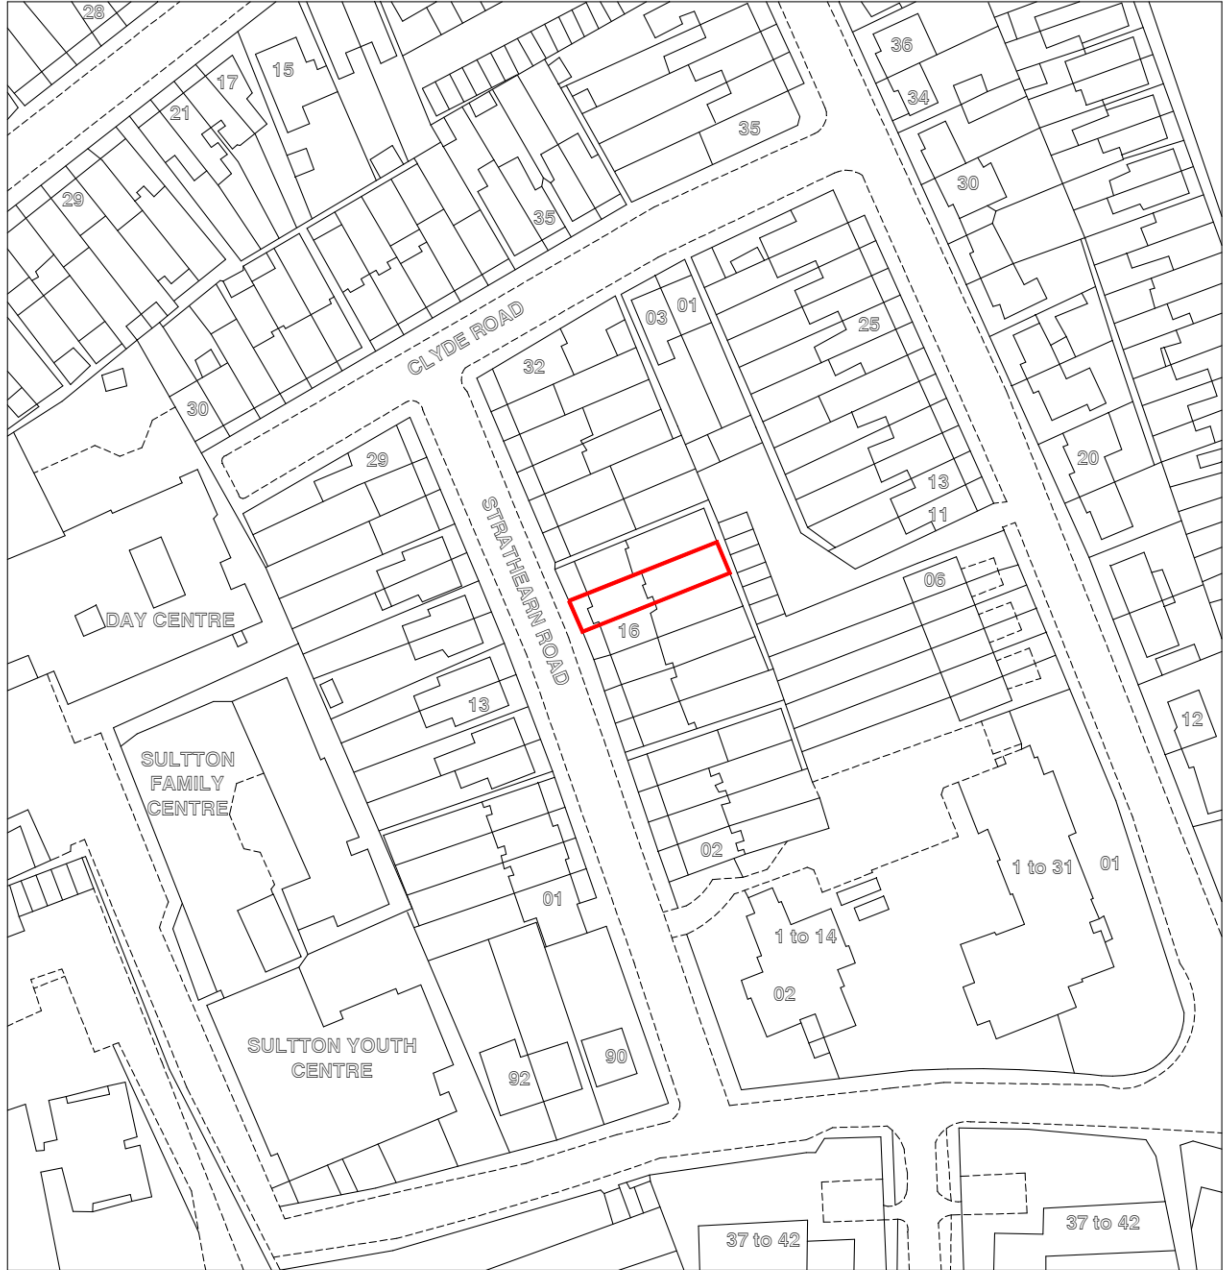 28
36
15
17
34
21
35
30
29
35
01
03
25
CLYDE ROAD
32
30
20
29
13
11
STRATHEARN ROAD
06
DAY CENTRE
16
13
12
SULTTON
FAMILY
CENTRE
02
1 to 31
01
01
1 to 14
02
SULTTON YOUTH
CENTRE
90
92
37 to 42
37 to 42